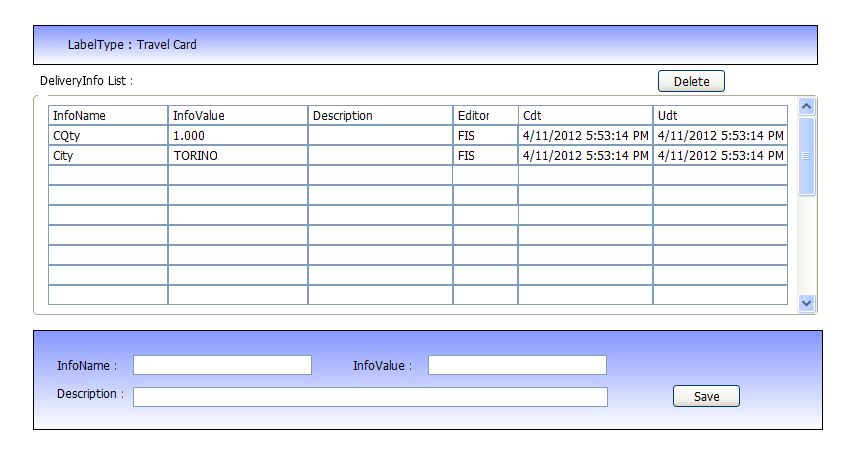 LabelType : Travel Card
DeliveryInfo List : Delete
InfoName InfoValue Description Editor Cdt Udt
CQty 1.000 FIS 4/11/2012 5:53:14 PM 4/11/2012 5:53:14 PM
City TORINO FIS 4/11/2012 5:53:14 PM 4/11/2012 5:53:14 PM
InfoName : InfoValue :
Description : Save